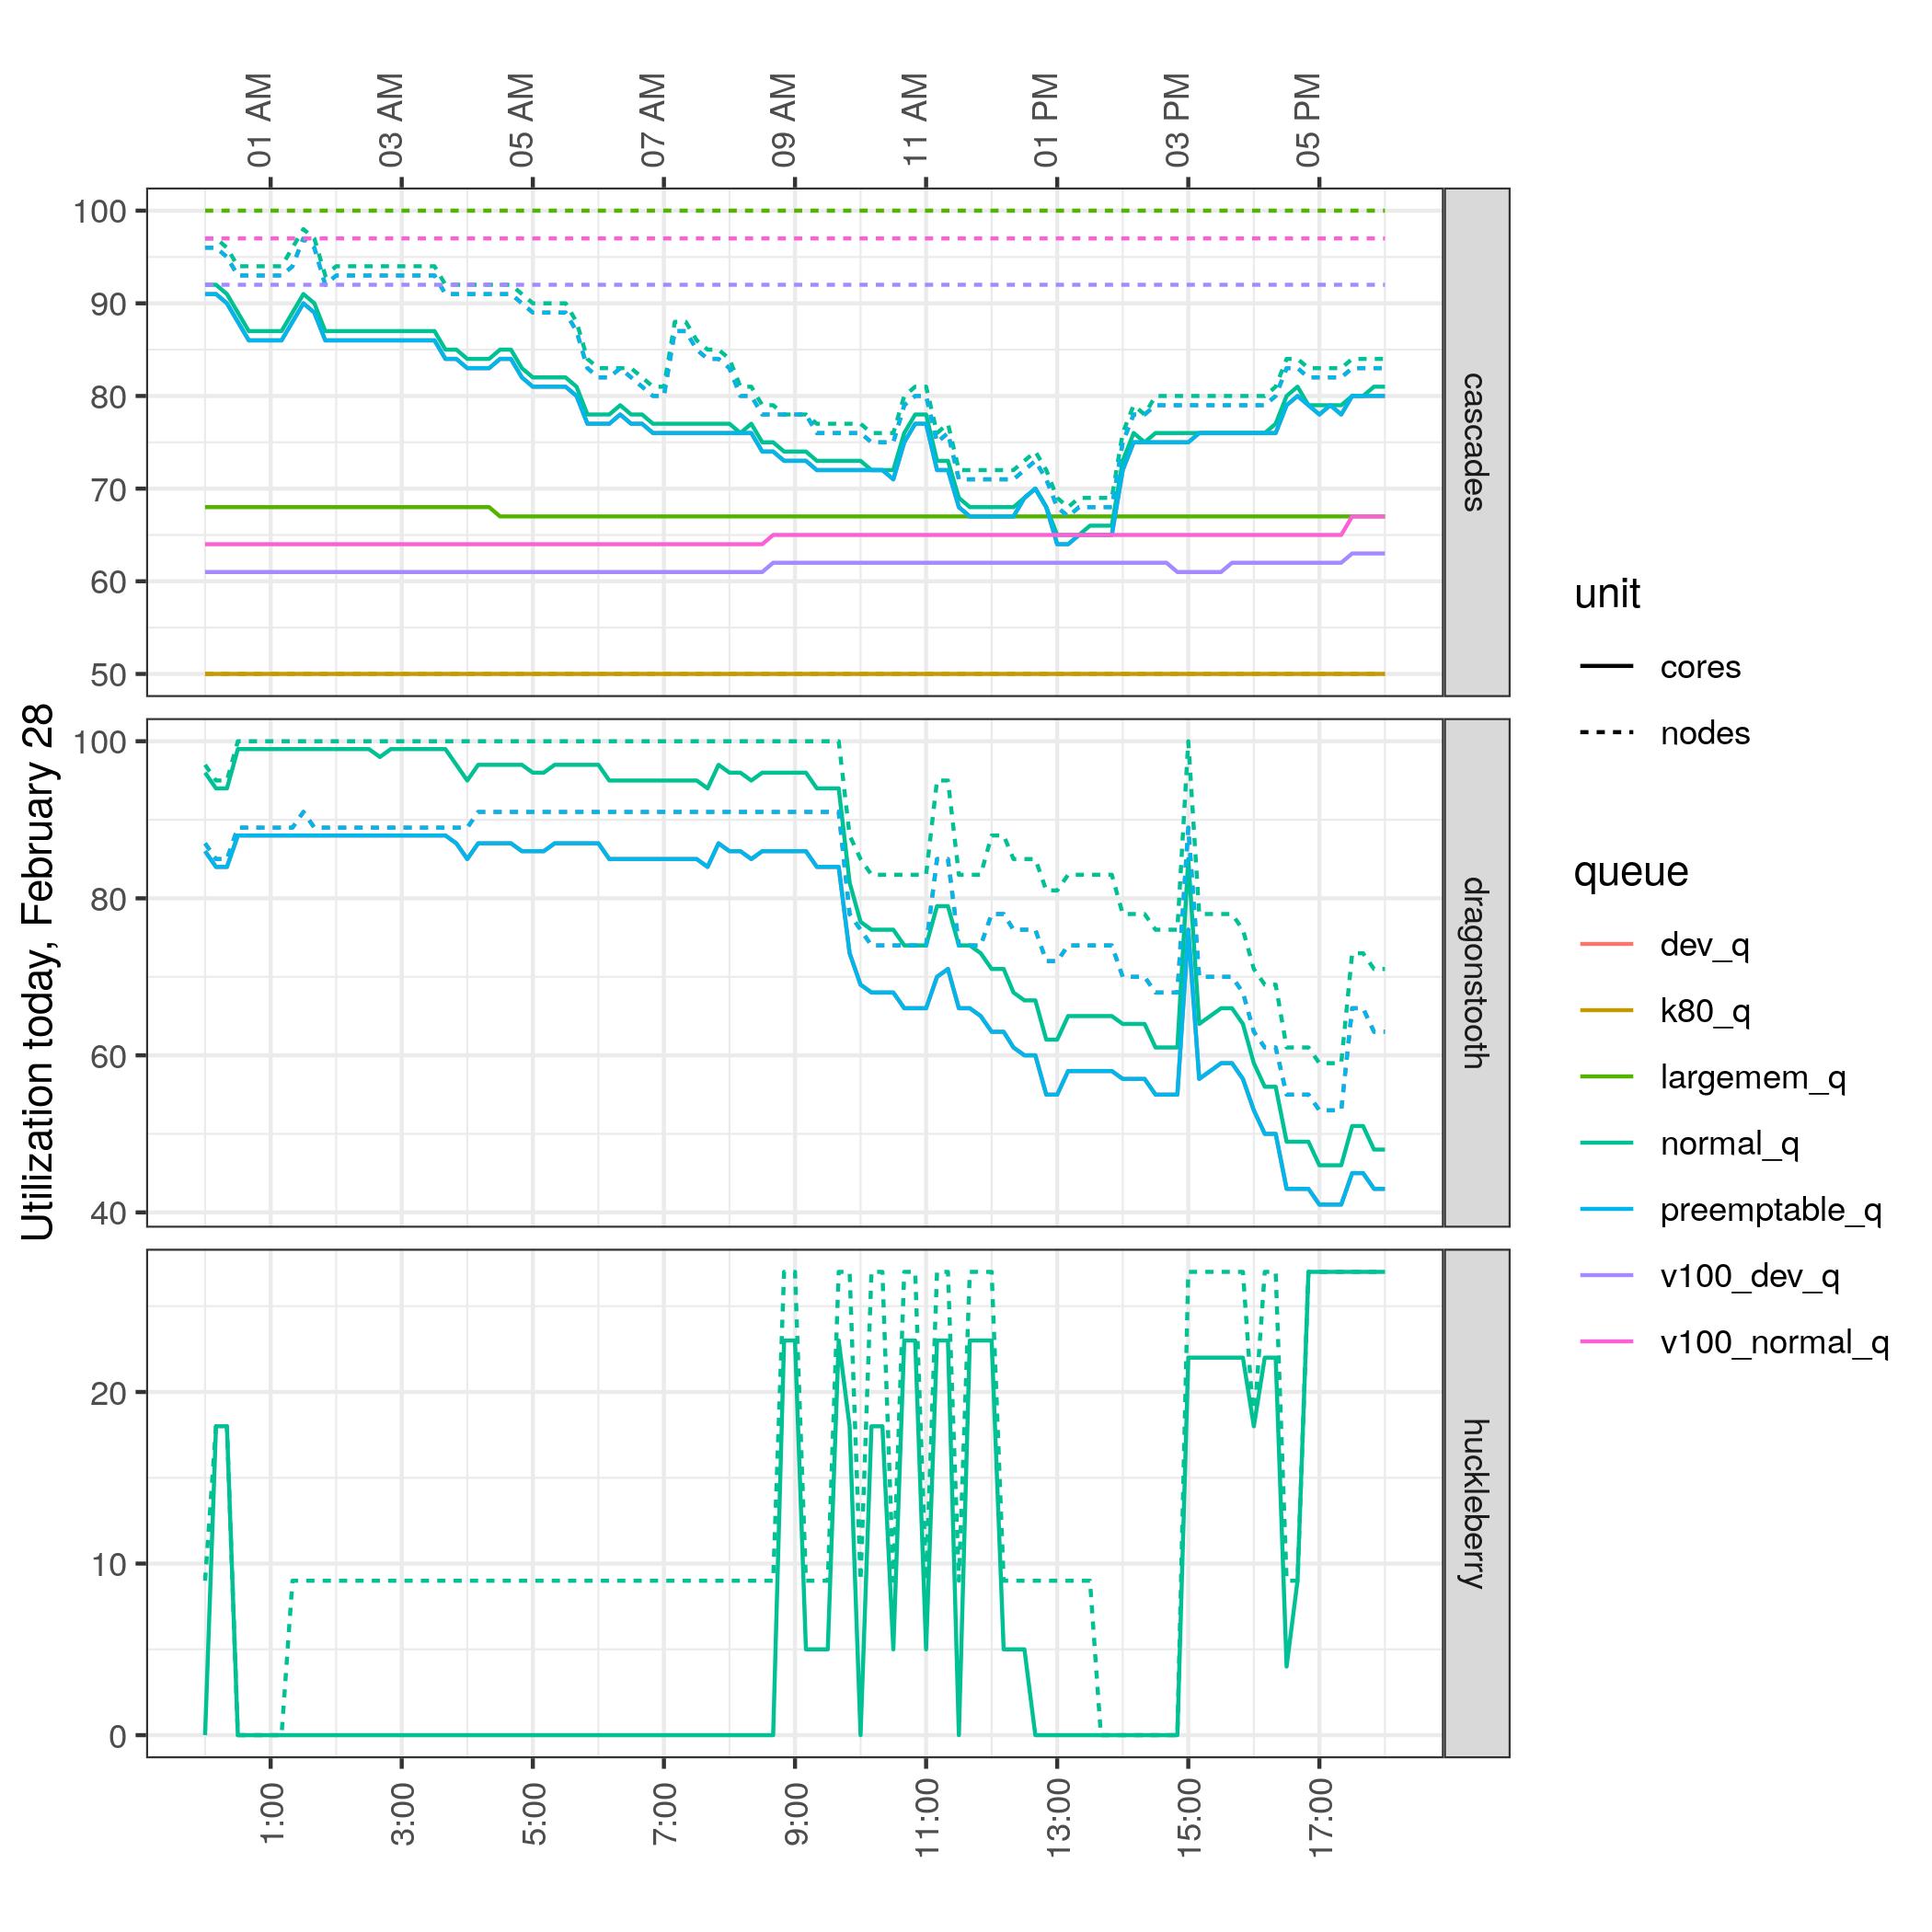 01 AM
03 AM
05 AM
07 AM
09 AM
11 AM
01 PM
03 PM
05 PM
Utilization today, February 28
100
90
80
70
60
50
cascades
100
80
60
40
dragonstooth
20
10
0
huckleberry
1:00
3:00
5:00
7:00
9:00
11:00
13:00
15:00
17:00
unit
cores
nodes
queue
dev_q
k80_q
largemem_q
normal_q
preemptable_q
v100_dev_q
v100_normal_q